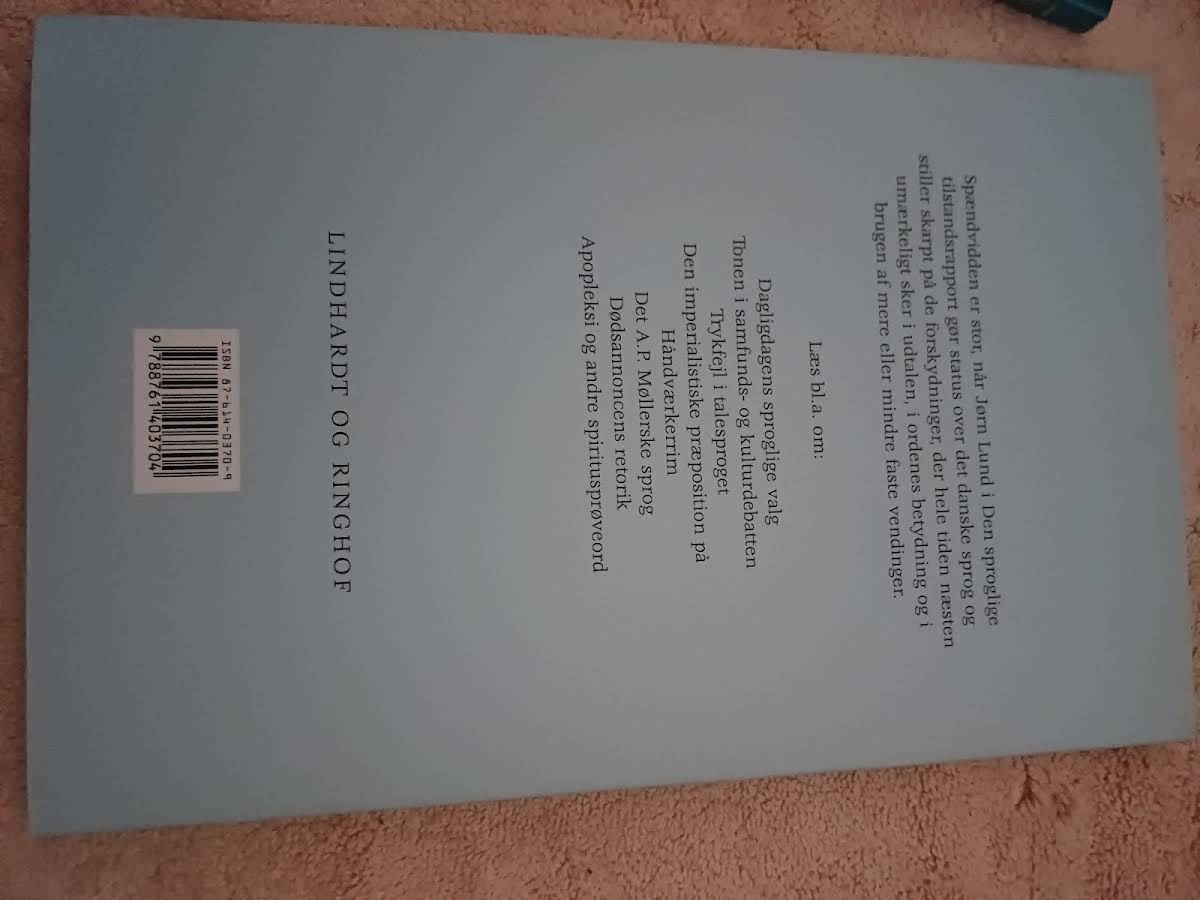 Spændvidden er stor, når Jørn Lund i Den sproglige
tilstandsrapport gør status over det danske sprog og
stiller skarpt på de forskydninger, der hele tiden næsten
umærkeligt sker i udtalen, i ordenes betydning og i
brugen af mere eller mindre faste vendinger.
Læs bl.a. om:
Dagligdagens sproglige valg
Tonen i samfunds- og kulturdebatten
Trykfejl i talesproget
Den imperialistiske præposition på
Håndværkerrim
Det A.P. Møllerske sprog
Dødsannoncens retorik
Apopleksi og andre spiritusprøveord
LINDHARDT OG RINGHOF
ISBN 87-614-0370-9
9 788761 403704